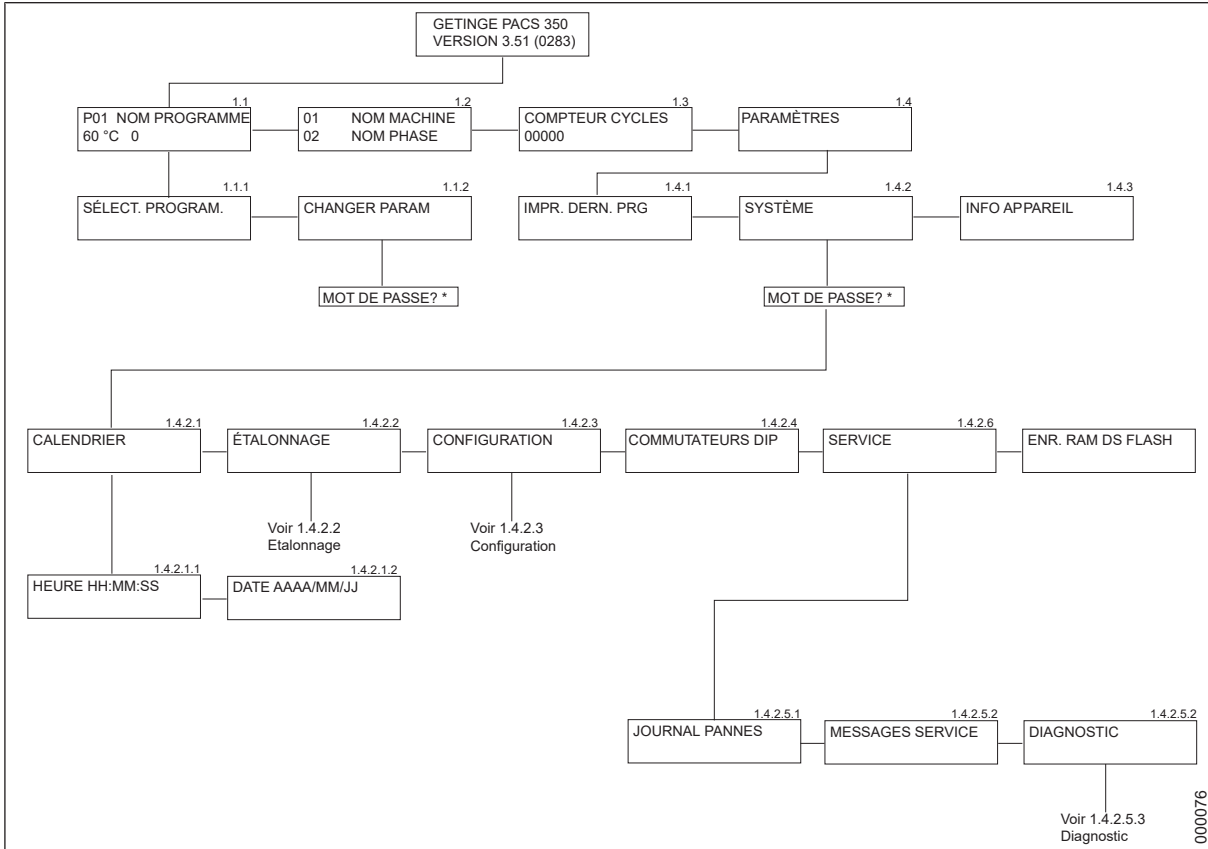 GETINGE PACS 350
VERSION 3.51 (0283)
1.1
P01 NOM PROGRAMME
60 °C 0
1.2
01 NOM MACHINE
02 NOM PHASE
1.3
COMPTEUR CYCLES
00000
1.4
PARAMÈTRES
1.1.1
SÉLECT. PROGRAM.
1.1.2
CHANGER PARAM
1.4.1
IMPR. DERN. PRG
1.4.2
SYSTÈME
1.4.3
INFO APPAREIL
MOT DE PASSE? *
MOT DE PASSE? *
1.4.2.1
CALENDRIER
1.4.2.2
ÉTALONNAGE
1.4.2.3
CONFIGURATION
1.4.2.4
COMMUTATEURS DIP
1.4.2.6
SERVICE
ENR. RAM DS FLASH
Voir 1.4.2.2
Etalonnage
Voir 1.4.2.3
Configuration
1.4.2.1.1
HEURE HH:MM:SS
1.4.2.1.2
DATE AAAA/MM/JJ
1.4.2.5.1
JOURNAL PANNES
1.4.2.5.2
MESSAGES SERVICE
1.4.2.5.2
DIAGNOSTIC
Voir 1.4.2.5.3
Diagnostic
000076